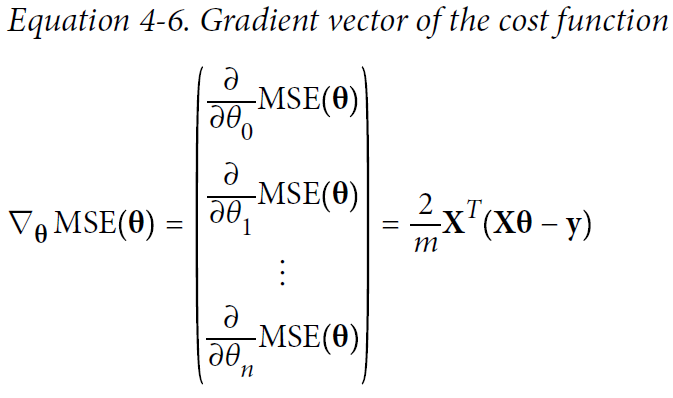 Equation 4-6. Gradient vector of the cost function
∇_θ MSE(θ) = ( ∂/∂θ₀ MSE(θ)
∂/∂θ₁ MSE(θ)
⋮
∂/∂θₙ MSE(θ) ) = 2/m Xᵀ(Xθ − y)